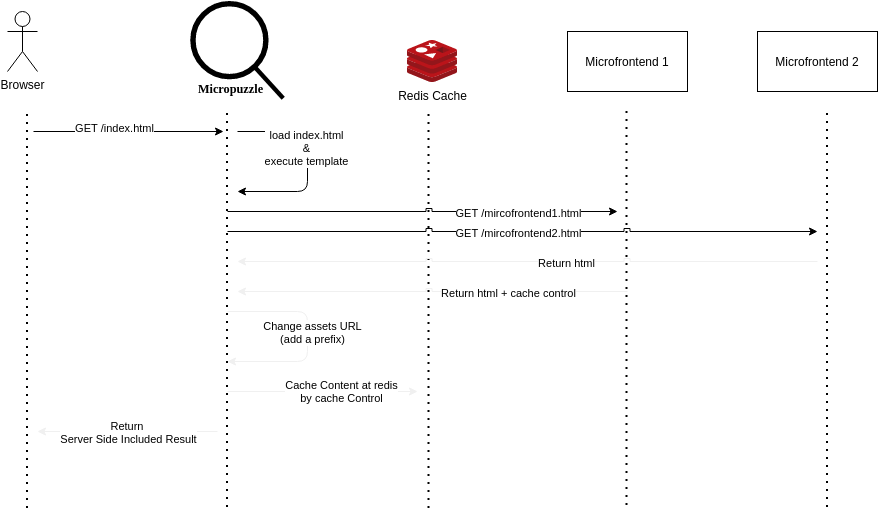 Browser
Micropuzzle
Redis Cache
Microfrontend 1
Microfrontend 2
GET /index.html
load index.html
&
execute template
GET /mircofrontend1.html
GET /mircofrontend2.html
Return html
Return html + cache control
Change assets URL
(add a prefix)
Cache Content at redis
by cache Control
Return
Server Side Included Result